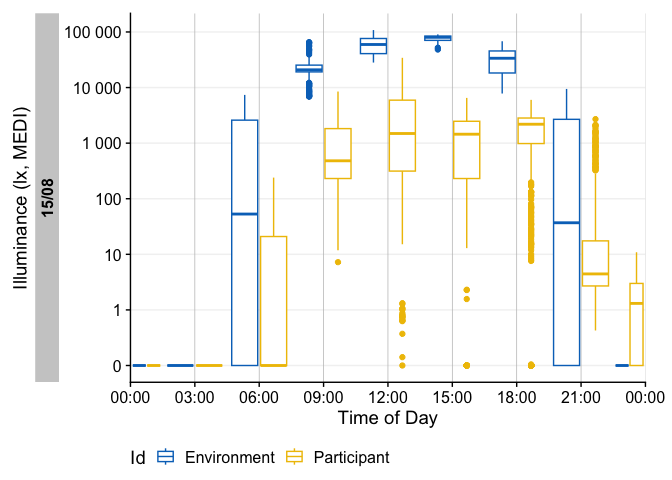 Illuminance (lx, MEDI)
15/08
100 000
10 000
1 000
100
10
1
0
00:00 03:00 06:00 09:00 12:00 15:00 18:00 21:00 00:00
Time of Day
Id Environment Participant